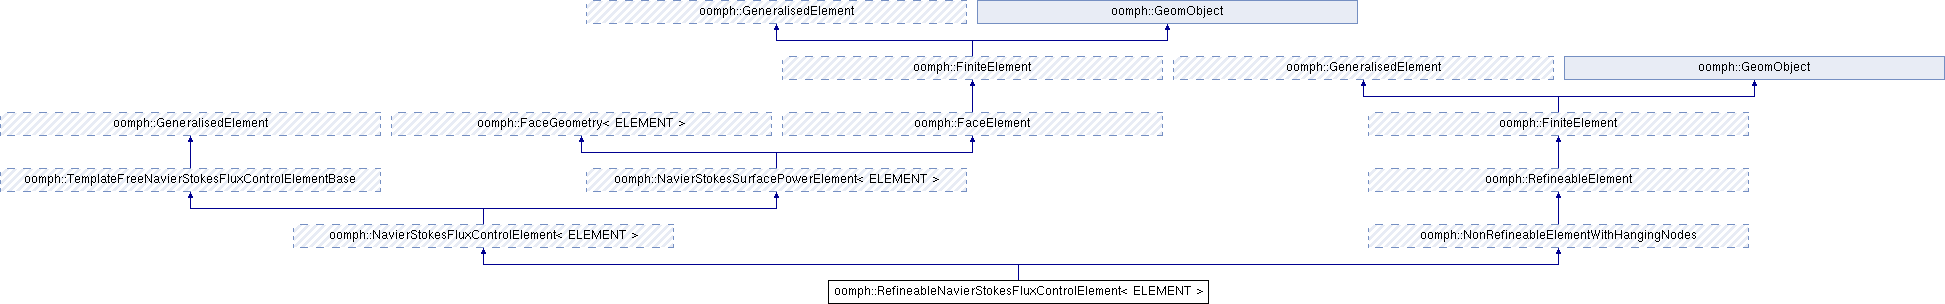 oomph::GeneralisedElement
oomph::GeomObject
oomph::FiniteElement
oomph::GeneralisedElement
oomph::GeomObject
oomph::GeneralisedElement
oomph::FaceGeometry< ELEMENT >
oomph::FaceElement
oomph::FiniteElement
oomph::TemplateFreeNavierStokesFluxControlElementBase
oomph::NavierStokesSurfacePowerElement< ELEMENT >
oomph::RefineableElement
oomph::NavierStokesFluxControlElement< ELEMENT >
oomph::NonRefineableElementWithHangingNodes
oomph::RefineableNavierStokesFluxControlElement< ELEMENT >